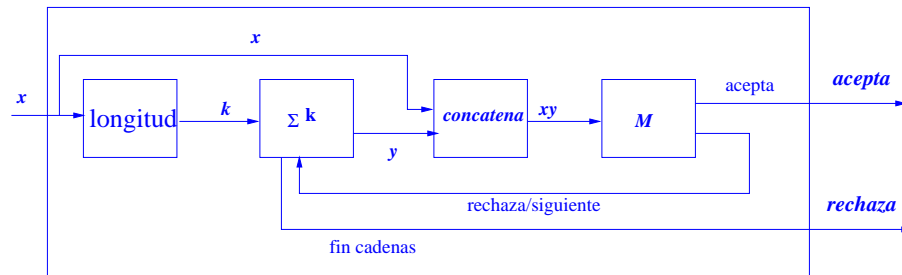 x
x
longitud
k
Σ k
y
concatena
xy
M
acepta
acepta
rechaza/siguiente
rechaza
fin cadenas